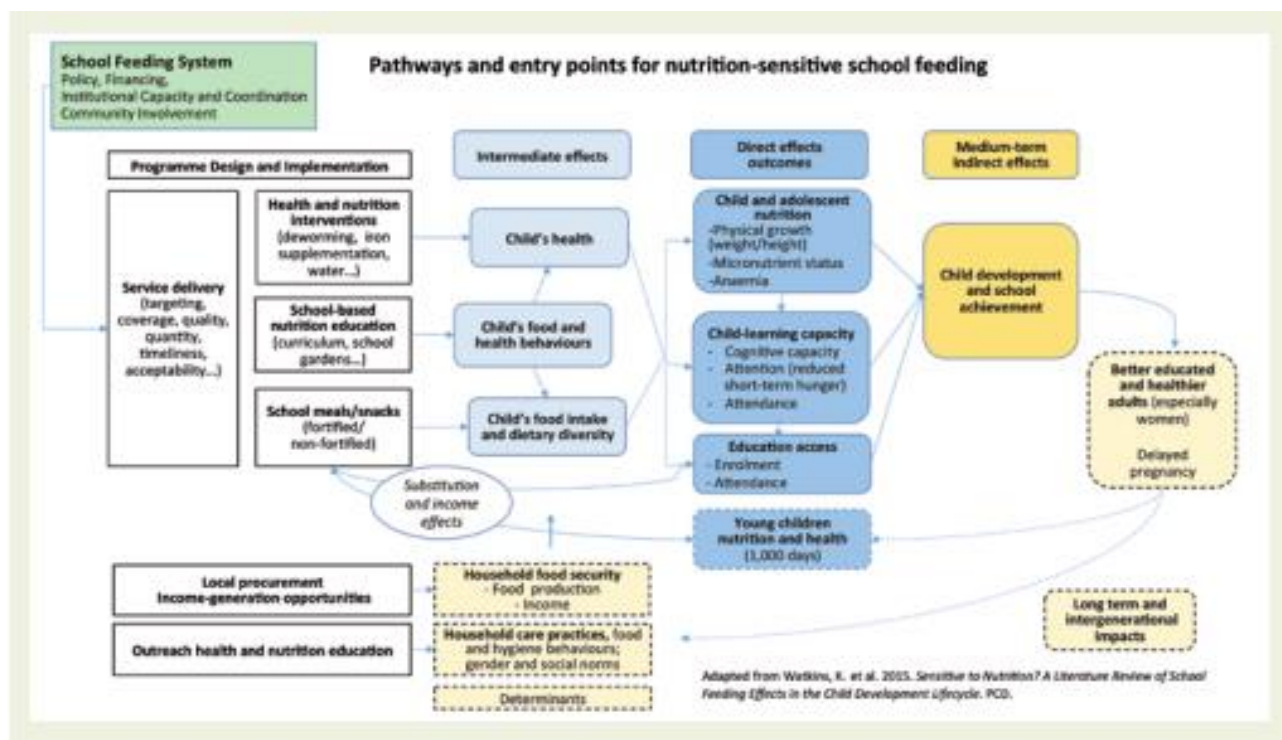 School Feeding System
Policy, Financing,
Institutional Capacity and Coordination
Community Involvement
Pathways and entry points for nutrition-sensitive school feeding
Programme Design and Implementation
Intermediate effects
Direct effects
outcomes
Medium-term
indirect effects
Service delivery
(targeting,
coverage, quality,
quantity,
timeliness,
acceptability...)
Health and nutrition
interventions
(deworming, iron
supplementation,
water...)
School-based
nutrition education
(curriculum, school
gardens...)
School meals/snacks
(fortified/
non-fortified)
Child's health
Child's food and
health behaviours
Child's food intake
and dietary diversity
Child and adolescent
nutrition
-Physical growth
(weight/height)
-Micronutrient status
-Anaemia
Child-learning capacity
- Cognitive capacity
- Attention (reduced
short-term hunger)
- Attendance
Education access
- Enrolment
- Attendance
Young children
nutrition and health
(1,000 days)
Child development
and school
achievement
Better educated
and healthier
adults (especially
women)
Delayed
pregnancy
Substitution
and income
effects
Local procurement
Income-generation opportunities
Household food security
- Food production
- Income
Outreach health and nutrition education
Household care practices, food
and hygiene behaviours;
gender and social norms
Determinants
Long term and
intergenerational
impacts
Adapted from Watkins, K. et al. 2015. Sensitive to Nutrition? A Literature Review of School
Feeding Effects in the Child Development Lifecycle. PCD.